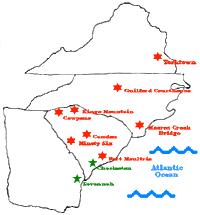 Yorktown
Guilford Courthouse
Kings Mountain
Cowpens
Moores Creek
Bridge
Camden
Ninety Six
Fort Moultrie
Charleston
Savannah
Atlantic
Ocean